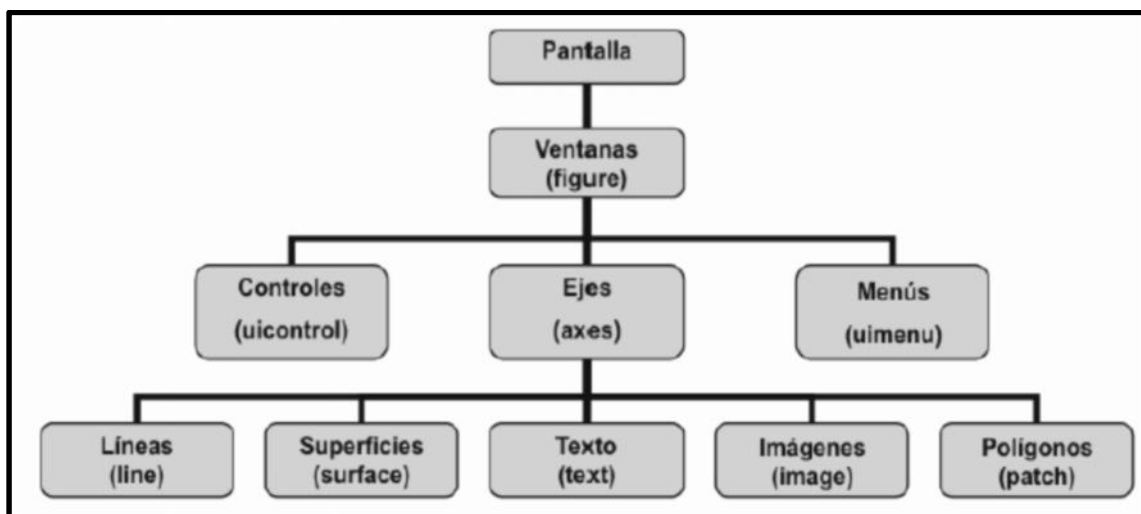 Pantalla
Ventanas
(figure)
Controles
(uicontrol)
Ejes
(axes)
Menús
(uimenu)
Líneas
(line)
Superficies
(surface)
Texto
(text)
Imágenes
(image)
Polígonos
(patch)